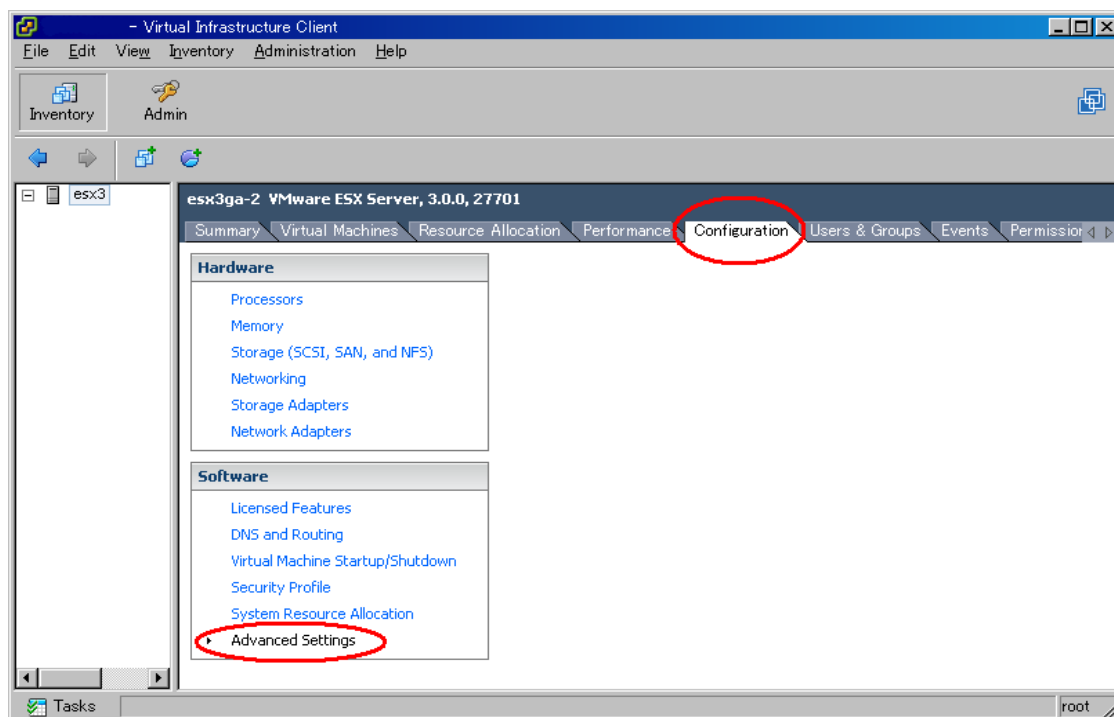 - Virtual Infrastructure Client
File Edit View Inventory Administration Help
Inventory Admin
esx3
esx3ga-2 VMware ESX Server, 3.0.0, 27701
Summary Virtual Machines Resource Allocation Performance Configuration Users & Groups Events Permission
Hardware
Processors
Memory
Storage (SCSI, SAN, and NFS)
Networking
Storage Adapters
Network Adapters
Software
Licensed Features
DNS and Routing
Virtual Machine Startup/Shutdown
Security Profile
System Resource Allocation
Advanced Settings
Tasks root